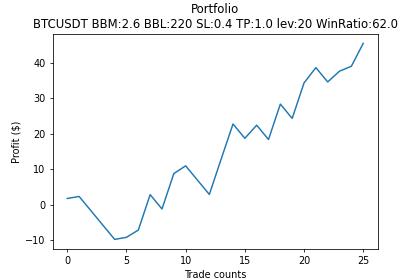 Portfolio
BTCUSDT BBM:2.6 BBL:220 SL:0.4 TP:1.0 lev:20 WinRatio:62.0
40
30
20
10
0
−10
Profit ($)
0 5 10 15 20 25
Trade counts